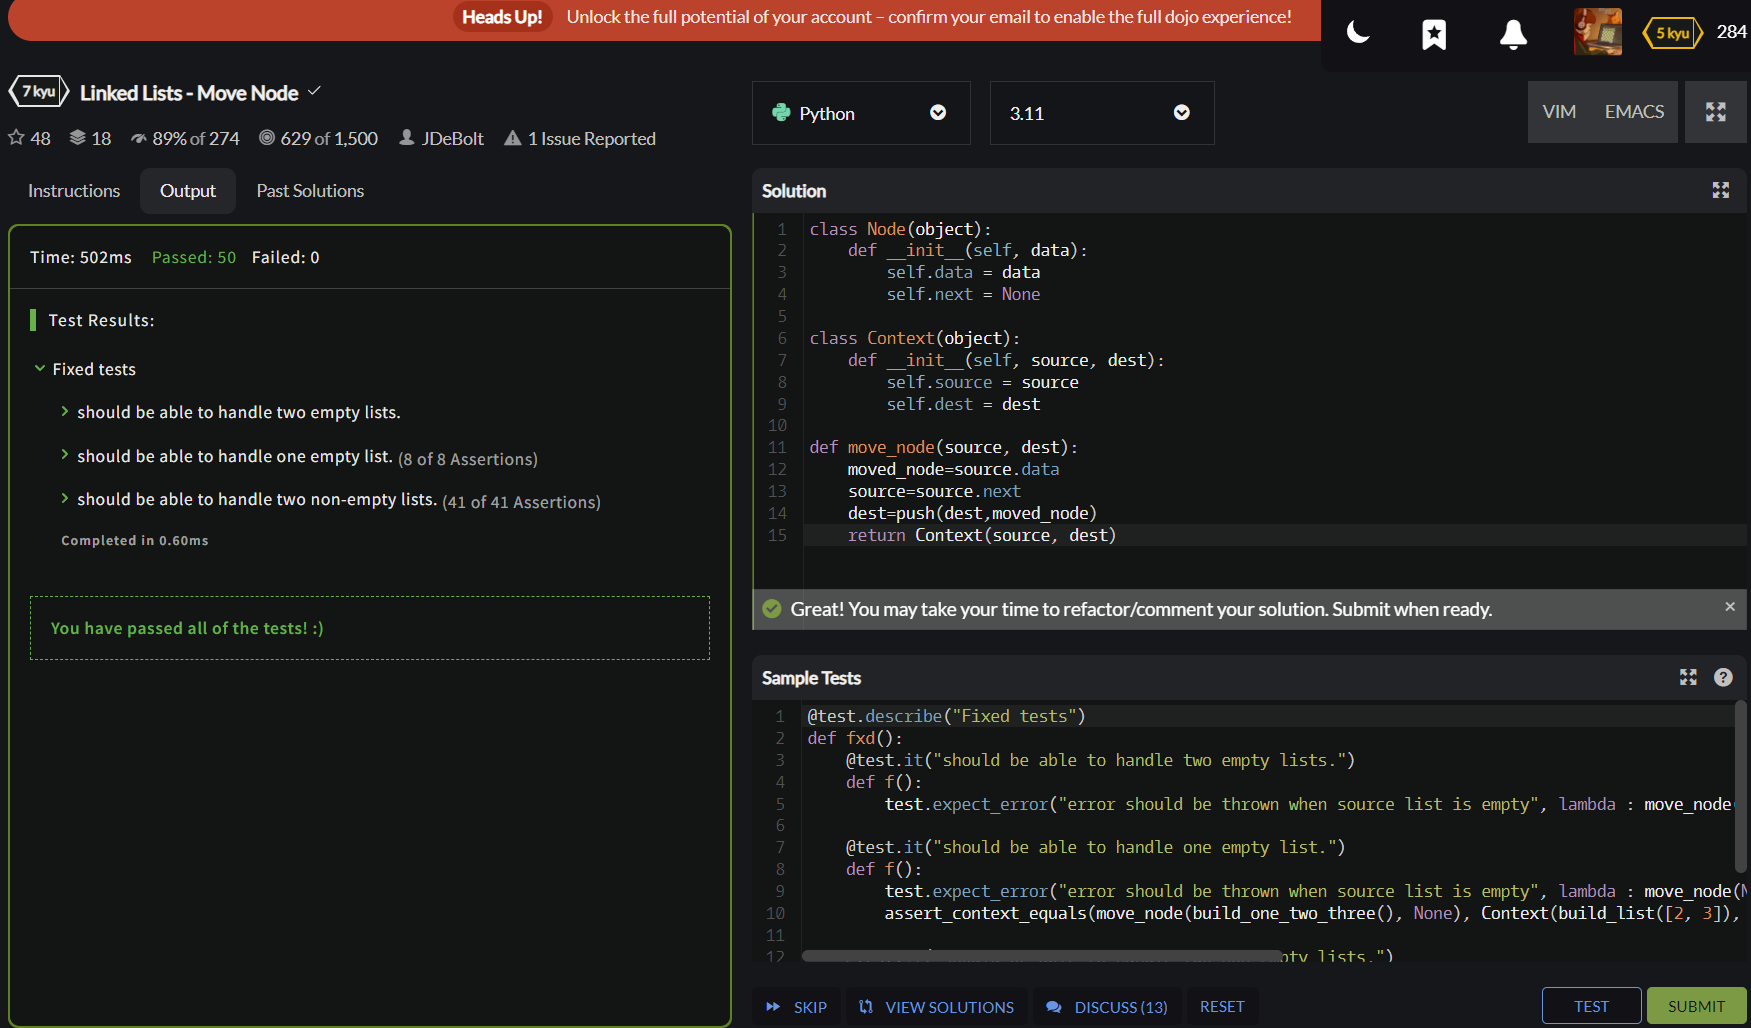 Heads Up! Unlock the full potential of your account – confirm your email to enable the full dojo experience!
5 kyu 284
7 kyu Linked Lists - Move Node
48 18 89% of 274 629 of 1,500 JDeBolt 1 Issue Reported
Instructions Output Past Solutions
Time: 502ms Passed: 50 Failed: 0
Test Results:
Fixed tests
should be able to handle two empty lists.
should be able to handle one empty list. (8 of 8 Assertions)
should be able to handle two non-empty lists. (41 of 41 Assertions)
Completed in 0.60ms
You have passed all of the tests! :)
Python 3.11 VIM EMACS
Solution
1 class Node(object):
2     def __init__(self, data):
3         self.data = data
4         self.next = None
5
6 class Context(object):
7     def __init__(self, source, dest):
8         self.source = source
9         self.dest = dest
10
11 def move_node(source, dest):
12     moved_node=source.data
13     source=source.next
14     dest=push(dest,moved_node)
15     return Context(source, dest)
Great! You may take your time to refactor/comment your solution. Submit when ready. ×
Sample Tests ?
1 @test.describe("Fixed tests")
2 def fxd():
3     @test.it("should be able to handle two empty lists.")
4     def f():
5         test.expect_error("error should be thrown when source list is empty", lambda : move_node(
6
7     @test.it("should be able to handle one empty list.")
8     def f():
9         test.expect_error("error should be thrown when source list is empty", lambda : move_node(N
10         assert_context_equals(move_node(build_one_two_three(), None), Context(build_list([2, 3]),
11
12 pty lists.")
SKIP VIEW SOLUTIONS DISCUSS (13) RESET TEST SUBMIT